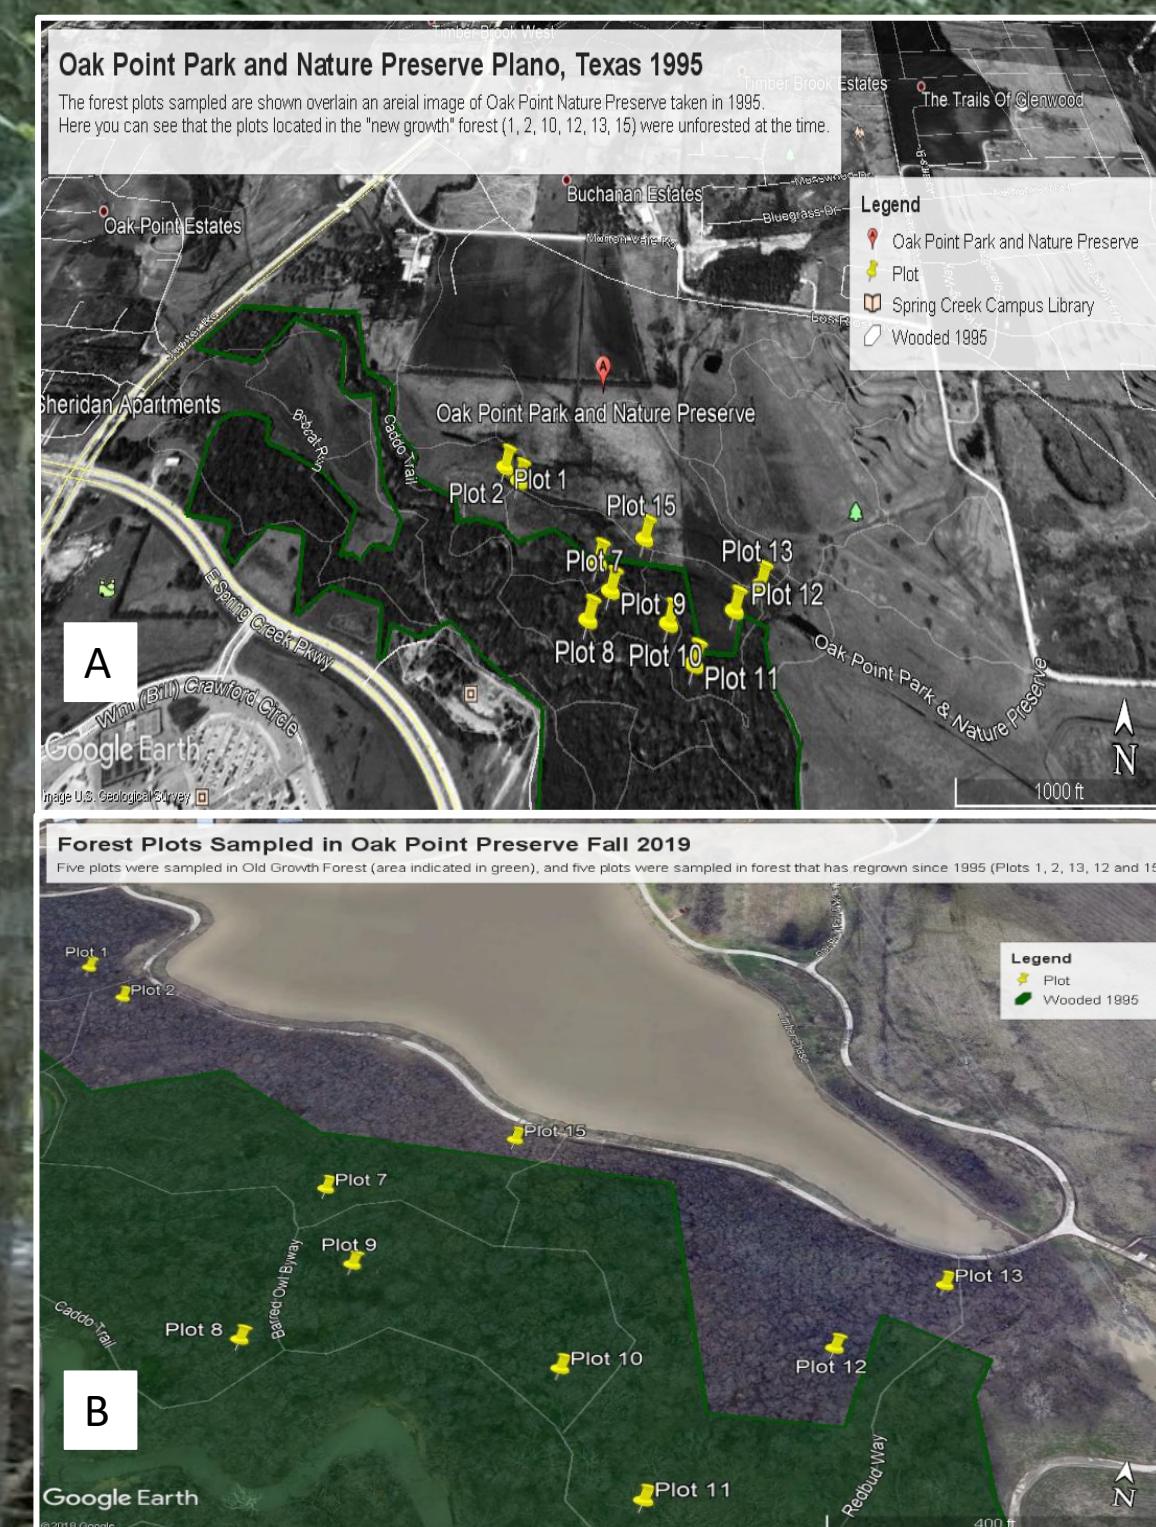 Timber Brook West
Oak Point Park and Nature Preserve Plano, Texas 1995
The forest plots sampled are shown overlain an areial image of Oak Point Nature Preserve taken in 1995.
Here you can see that the plots located in the "new growth" forest (1, 2, 10, 12, 13, 15) were unforested at the time.
Timber Brook Estates
The Trails Of Glenwood
Buchanan Estates
Bluegrass Dr
Oak Point Estates
Legend
Oak Point Park and Nature Preserve
Plot
Spring Creek Campus Library
Wooded 1995
Sheridan Apartments
Caddo Trail
Oak Point Park and Nature Preserve
Plot 1
Plot 2
Plot 15
Plot 7
Plot 13
Plot 12
Plot 9
Plot 8
Plot 10
Plot 11
E Spring Creek Pkwy
Oak Point Park & Nature Preserve
A
Wm (Bill) Crawford Circle
Google Earth
Image U.S. Geological Survey
N
1000 ft
Forest Plots Sampled in Oak Point Preserve Fall 2019
Five plots were sampled in Old Growth Forest (area indicated in green), and five plots were sampled in forest that has regrown since 1995 (Plots 1, 2, 13, 12 and 15
Legend
Plot
Wooded 1995
Plot 1
Plot 2
Timber Phase
Plot 15
Plot 7
Plot 9
Barred Owl Byway
Plot 13
Caddo Trail
Plot 8
Plot 10
Plot 12
B
Redbud Way
Plot 11
Google Earth
©2018 Google
N
400 ft